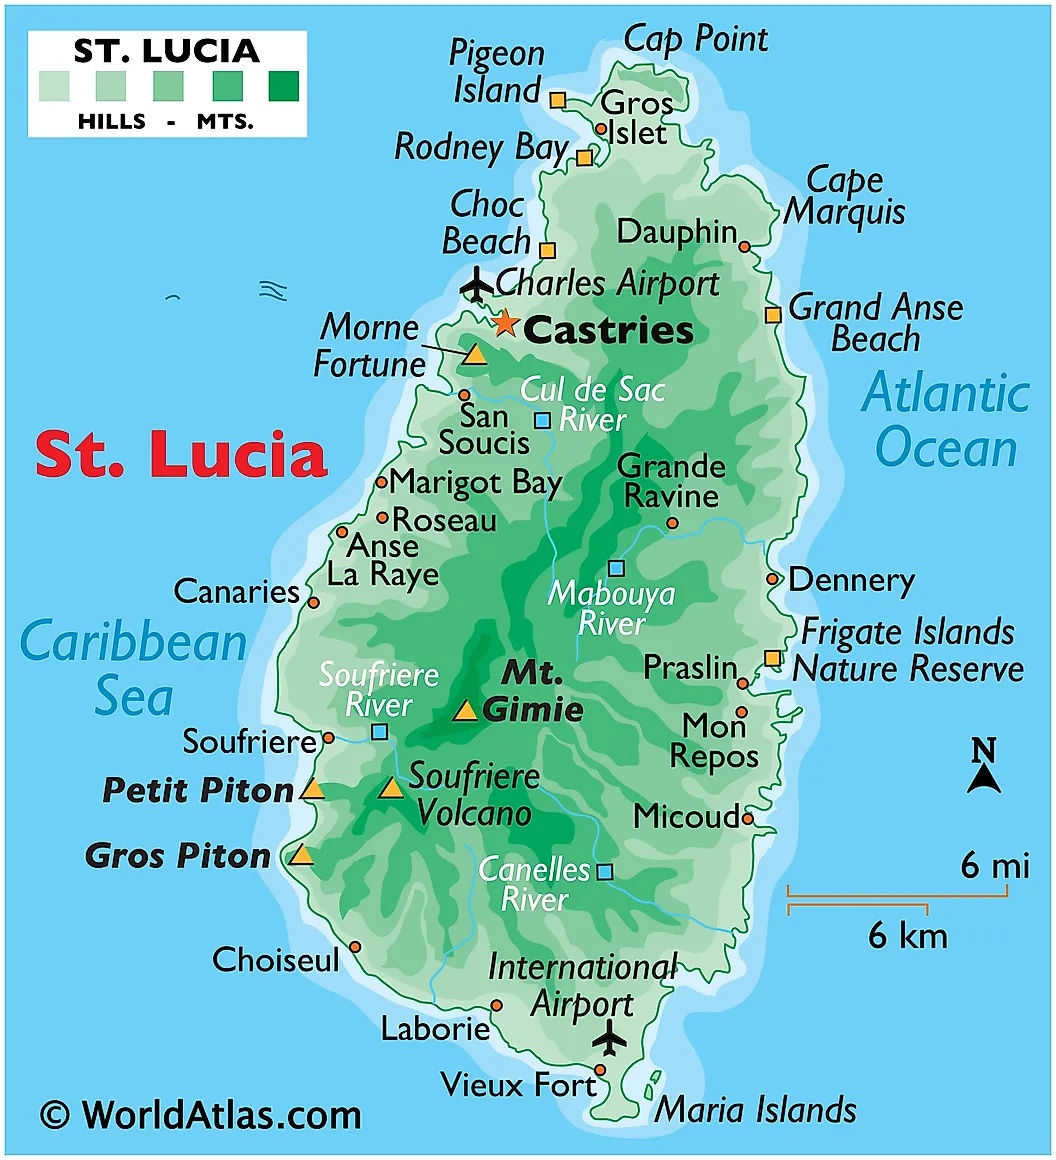 ST. LUCIA
HILLS - MTS.
Cap Point
Pigeon
Island
Gros
Islet
Rodney Bay
Cape
Marquis
Choc
Beach
Dauphin
Charles Airport
Grand Anse
Beach
Morne
Fortune
Castries
Cul de Sac
River
Atlantic
Ocean
San
Soucis
St. Lucia
Grande
Ravine
Marigot Bay
Roseau
Anse
La Raye
Canaries
Mabouya
River
Dennery
Caribbean
Sea
Frigate Islands
Nature Reserve
Praslin
Soufriere
River
Mt.
Gimie
Mon
Repos
Soufriere
N
Petit Piton
Soufriere
Volcano
Micoud
Gros Piton
Canelles
River
6 mi
6 km
Choiseul
International
Airport
Laborie
Vieux Fort
Maria Islands
© WorldAtlas.com